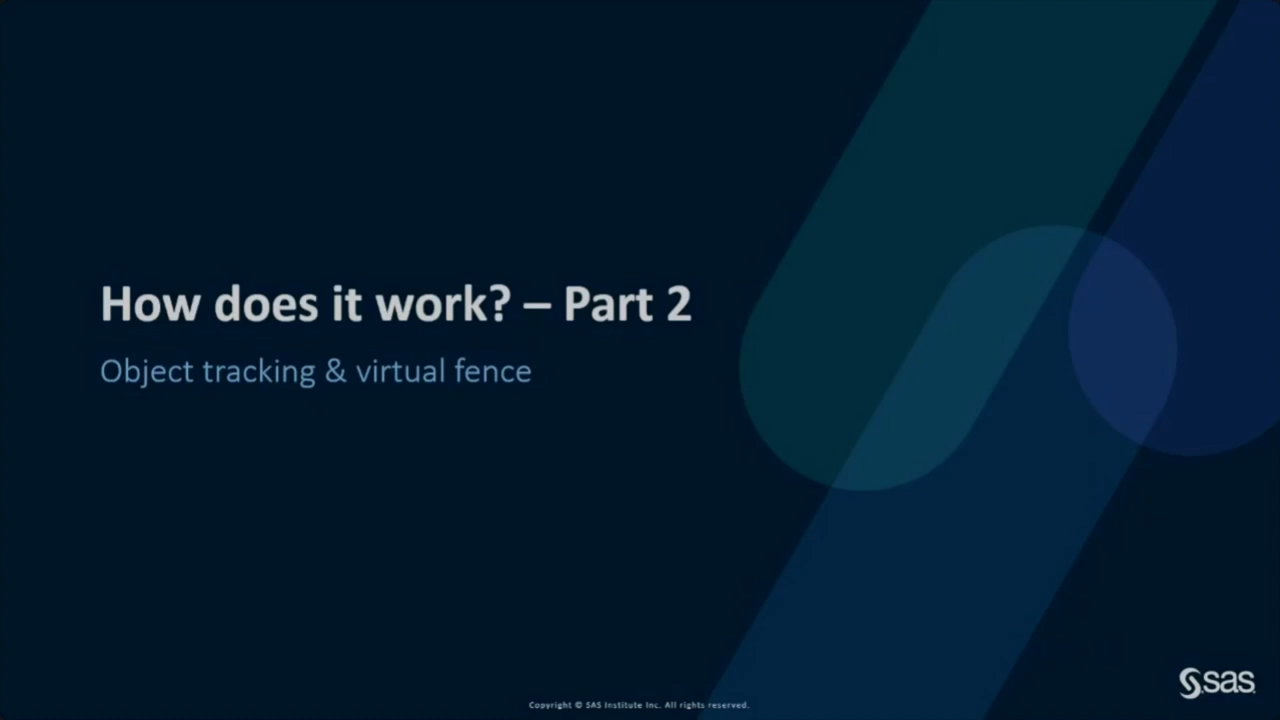 How does it work? – Part 2
Object tracking & virtual fence
sas
Copyright © SAS Institute Inc. All rights reserved.